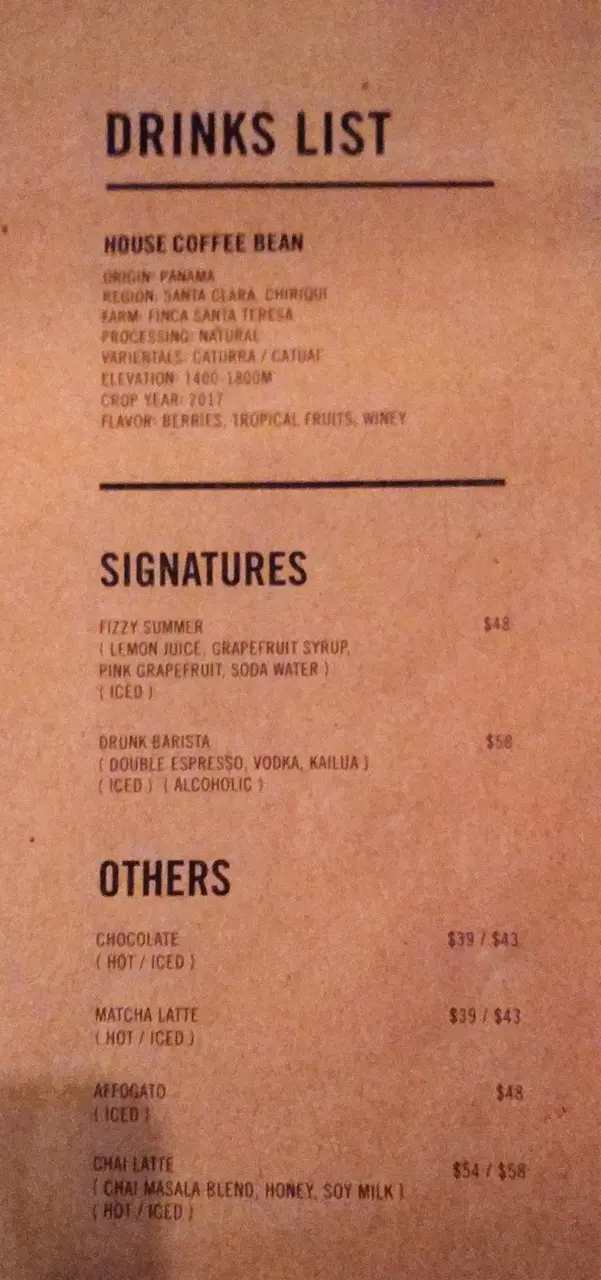 DRINKS LIST
HOUSE COFFEE BEAN
ORIGIN: PANAMA
REGION: SANTA CLARA, CHIRIQUI
FARM: FINCA SANTA TERESA
PROCESSING: NATURAL
VARIENTALS: CATURRA / CATUAI
ELEVATION: 1400-1800M
CROP YEAR: 2017
FLAVOR: BERRIES, TROPICAL FRUITS, WINEY
SIGNATURES
FIZZY SUMMER $48
( LEMON JUICE, GRAPEFRUIT SYRUP,
PINK GRAPEFRUIT, SODA WATER )
( ICED )
DRUNK BARISTA $58
( DOUBLE ESPRESSO, VODKA, KAILUA )
( ICED ) ( ALCOHOLIC )
OTHERS
CHOCOLATE $39 / $43
( HOT / ICED )
MATCHA LATTE $39 / $43
( HOT / ICED )
AFFOGATO $48
( ICED )
CHAI LATTE $54 / $58
( CHAI MASALA BLEND, HONEY, SOY MILK )
( HOT / ICED )